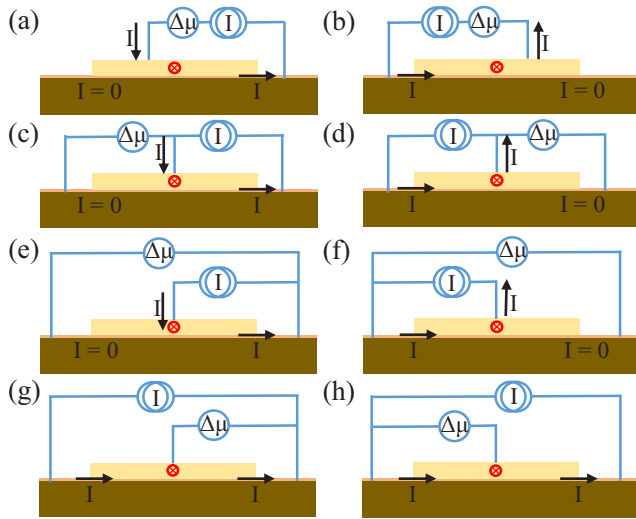 (a) I Δμ I
I = 0 I
(b) I Δμ I
I I = 0
(c) Δμ I I
I = 0 I
(d) I I Δμ
I I = 0
(e) Δμ
I I
I = 0 I
(f) Δμ
I I
I I = 0
(g) I
Δμ
I I
(h) I
Δμ
I I